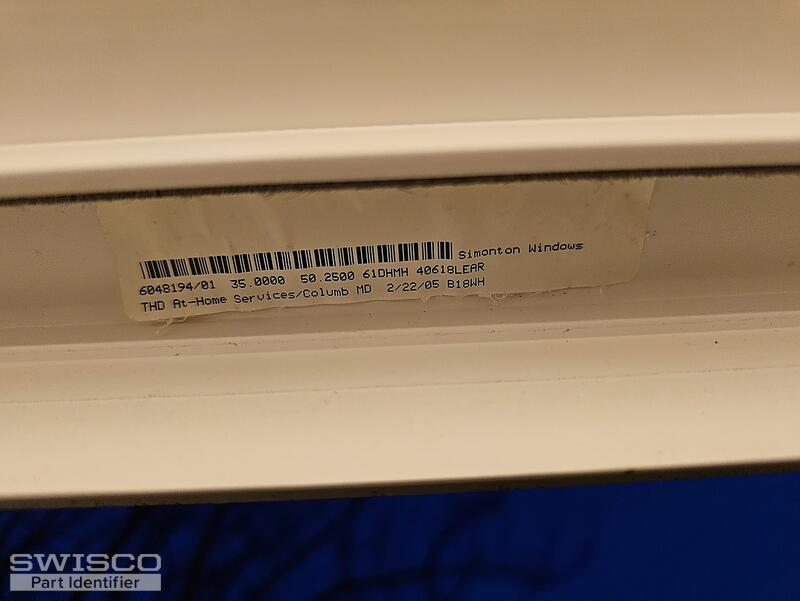 Simonton Windows
6048194/01 35.0000 50.2500 61DHMH 40618LEAR
THD At-Home Services/Columb MD 2/22/05 B18WH
SWISCO
Part Identifier